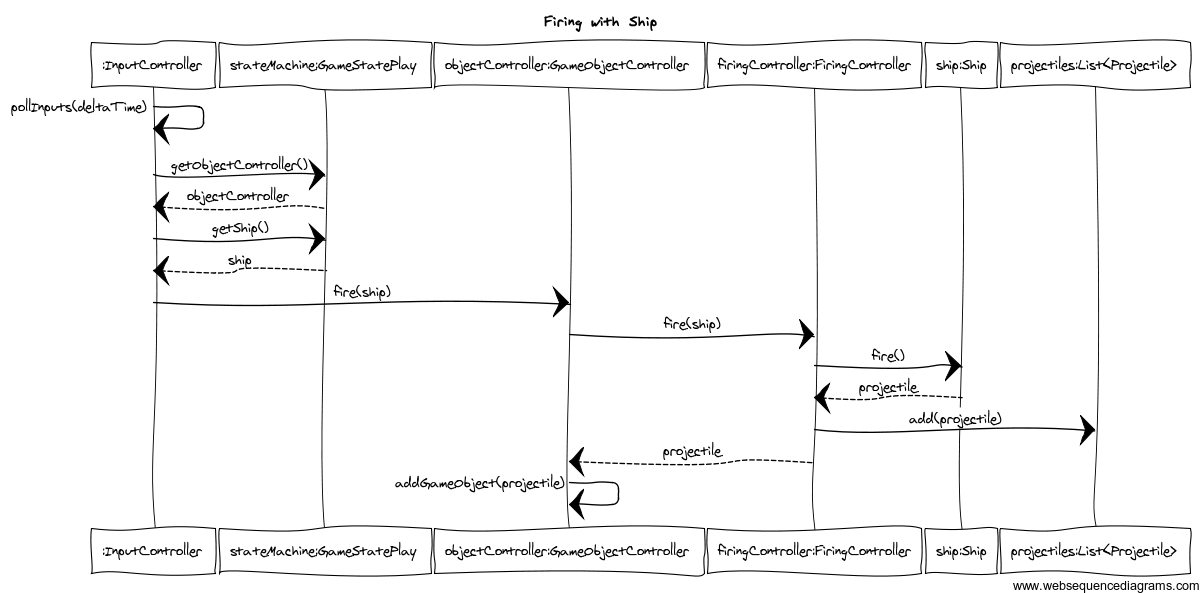 Firing with Ship
:InputController
stateMachine:GameStatePlay
objectController:GameObjectController
firingController:FiringController
ship:Ship
projectiles:List<Projectile>
pollInputs(deltaTime)
getObjectController()
objectController
getShip()
ship
fire(ship)
fire(ship)
fire()
projectile
add(projectile)
projectile
addGameObject(projectile)
:InputController
stateMachine:GameStatePlay
objectController:GameObjectController
firingController:FiringController
ship:Ship
projectiles:List<Projectile>
www.websequencediagrams.com